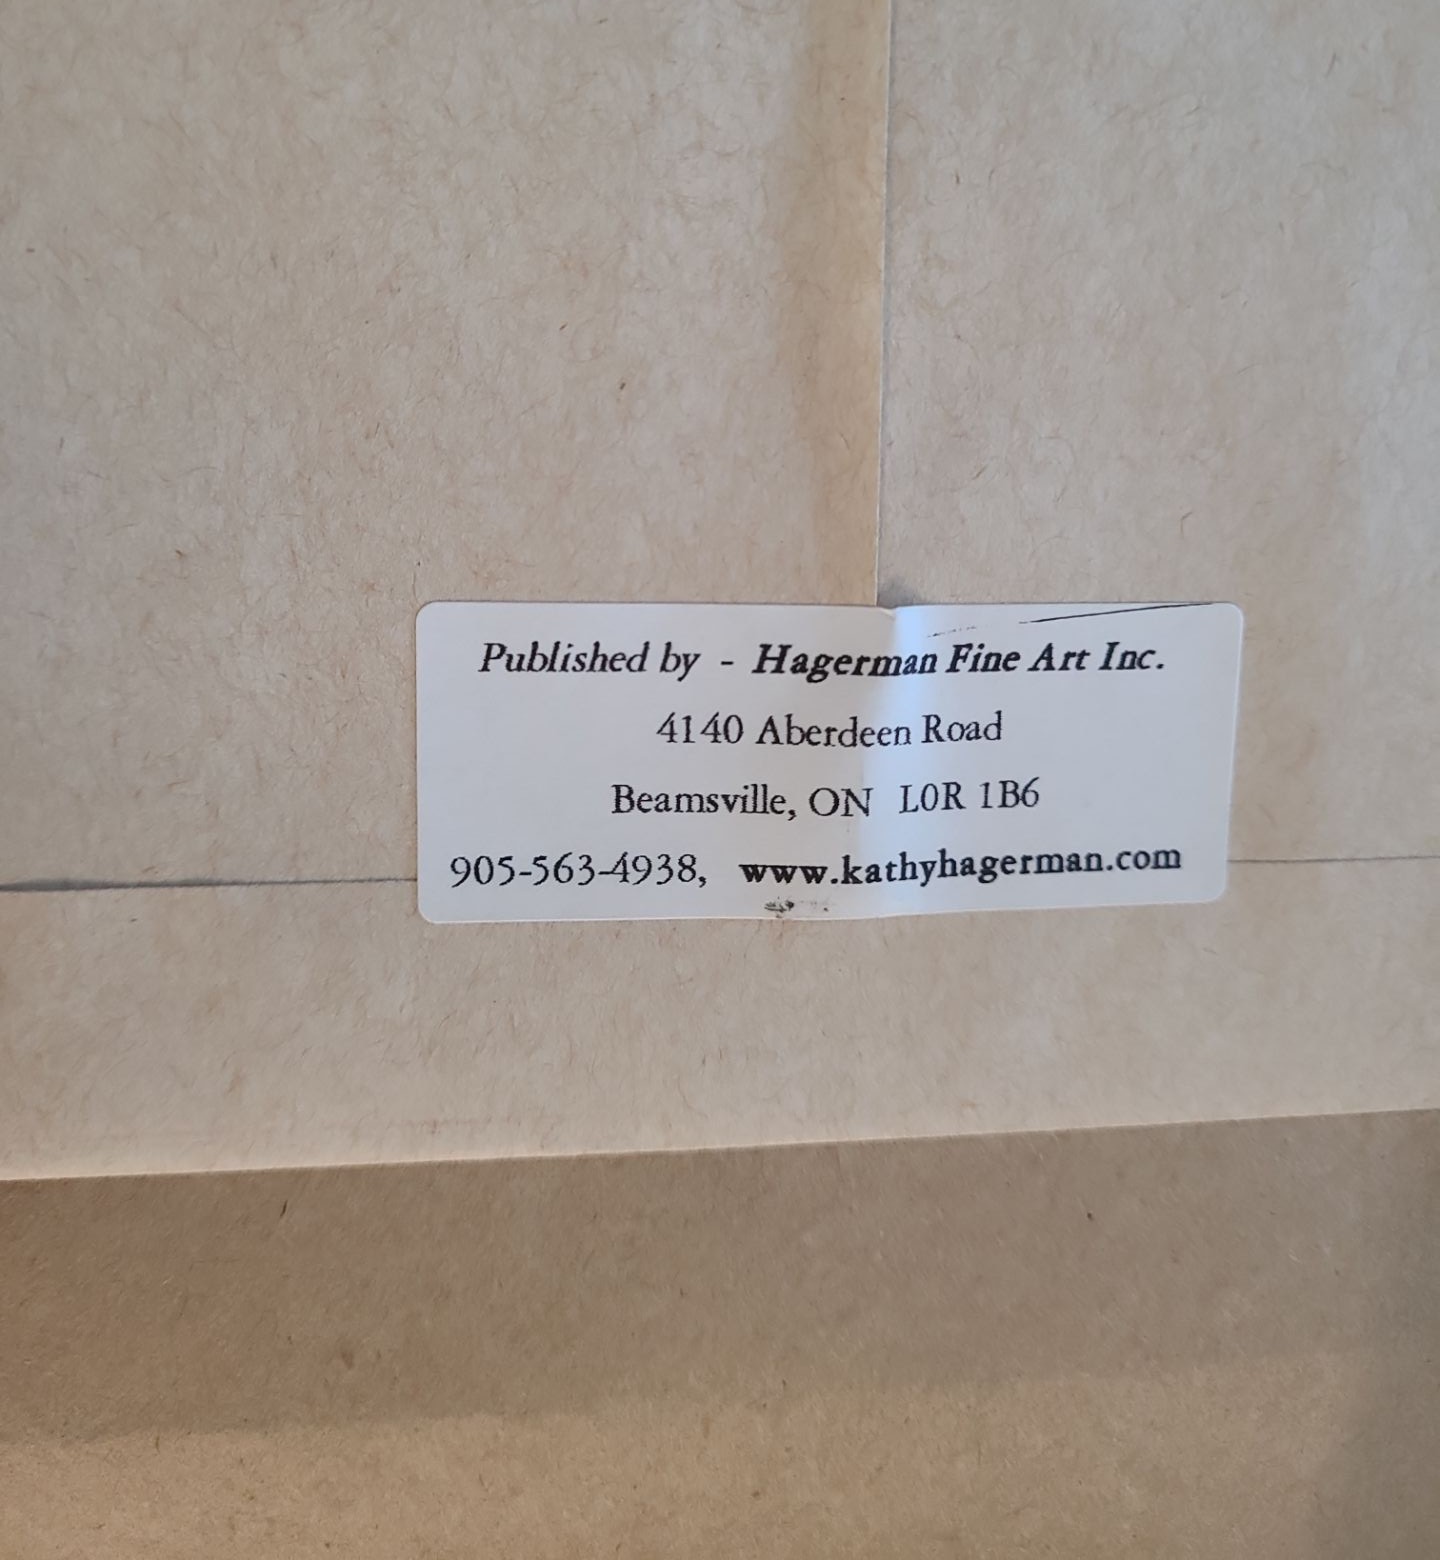 Published by - Hagerman Fine Art Inc.
4140 Aberdeen Road
Beamsville, ON L0R 1B6
905-563-4938, www.kathyhagerman.com